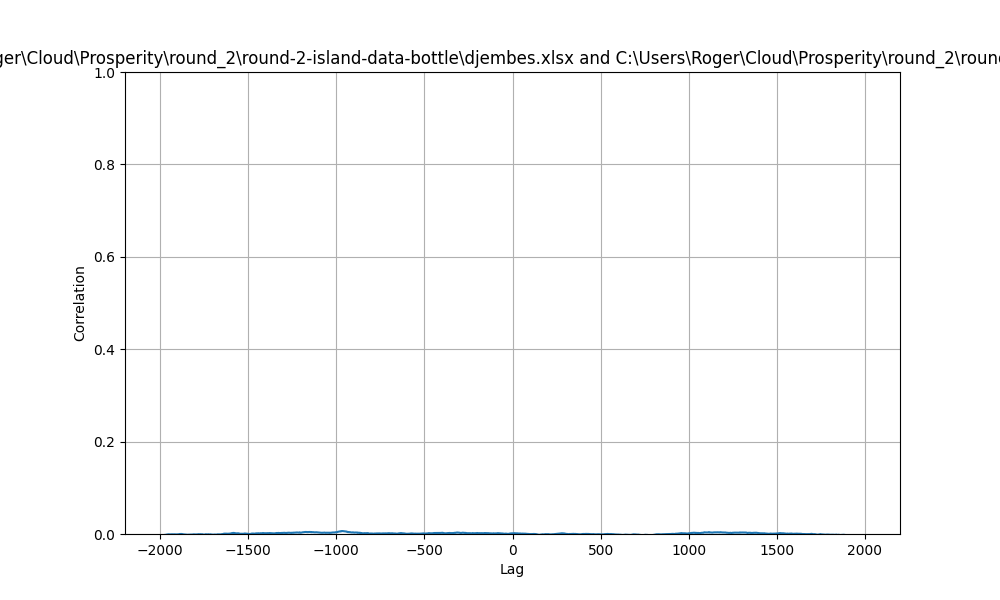 ger\Cloud\Prosperity\round_2\round-2-island-data-bottle\djembes.xlsx and C:\Users\Roger\Cloud\Prosperity\round_2\roun
1.0
0.8
0.6
0.4
0.2
0.0
Correlation
−2000 −1500 −1000 −500 0 500 1000 1500 2000
Lag